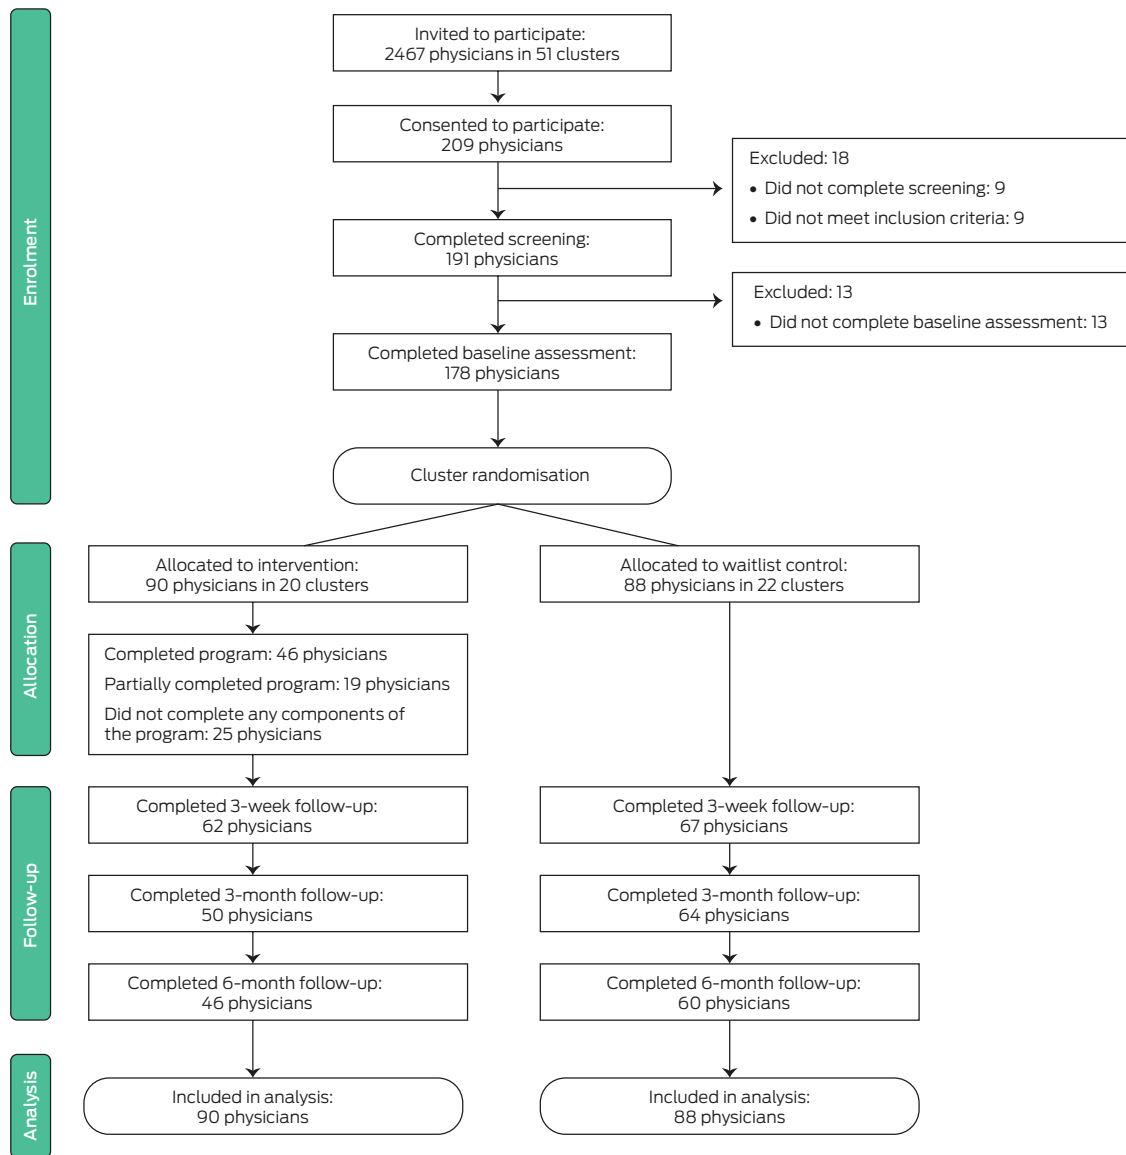 Enrolment
Invited to participate:
2467 physicians in 51 clusters
Consented to participate:
209 physicians
Excluded: 18
• Did not complete screening: 9
• Did not meet inclusion criteria: 9
Completed screening:
191 physicians
Excluded: 13
• Did not complete baseline assessment: 13
Completed baseline assessment:
178 physicians
Cluster randomisation
Allocation
Allocated to intervention:
90 physicians in 20 clusters
Allocated to waitlist control:
88 physicians in 22 clusters
Completed program: 46 physicians
Partially completed program: 19 physicians
Did not complete any components of
the program: 25 physicians
Follow-up
Completed 3-week follow-up:
62 physicians
Completed 3-week follow-up:
67 physicians
Completed 3-month follow-up:
50 physicians
Completed 3-month follow-up:
64 physicians
Completed 6-month follow-up:
46 physicians
Completed 6-month follow-up:
60 physicians
Analysis
Included in analysis:
90 physicians
Included in analysis:
88 physicians